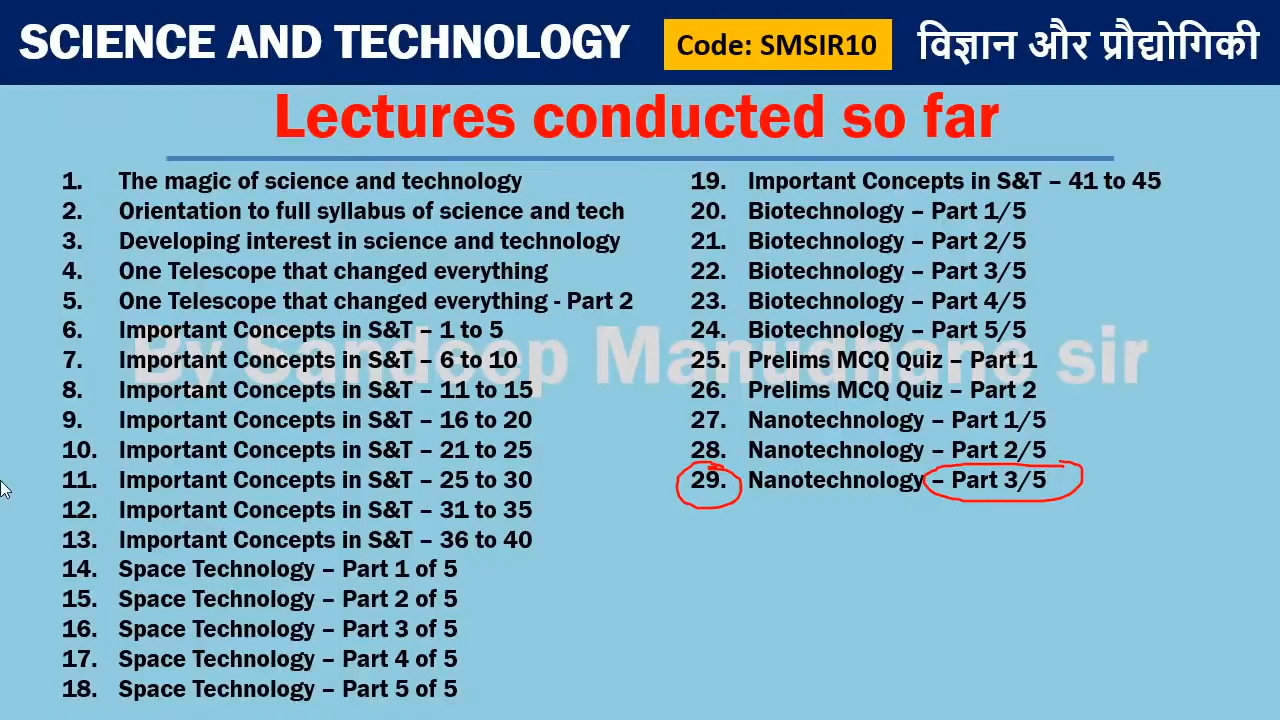 SCIENCE AND TECHNOLOGY
Code: SMSIR10
विज्ञान और प्रौद्योगिकी
Lectures conducted so far
1. The magic of science and technology
2. Orientation to full syllabus of science and tech
3. Developing interest in science and technology
4. One Telescope that changed everything
5. One Telescope that changed everything - Part 2
6. Important Concepts in S&T – 1 to 5
7. Important Concepts in S&T – 6 to 10
8. Important Concepts in S&T – 11 to 15
9. Important Concepts in S&T – 16 to 20
10. Important Concepts in S&T – 21 to 25
11. Important Concepts in S&T – 25 to 30
12. Important Concepts in S&T – 31 to 35
13. Important Concepts in S&T – 36 to 40
14. Space Technology – Part 1 of 5
15. Space Technology – Part 2 of 5
16. Space Technology – Part 3 of 5
17. Space Technology – Part 4 of 5
18. Space Technology – Part 5 of 5
19. Important Concepts in S&T – 41 to 45
20. Biotechnology – Part 1/5
21. Biotechnology – Part 2/5
22. Biotechnology – Part 3/5
23. Biotechnology – Part 4/5
24. Biotechnology – Part 5/5
25. Prelims MCQ Quiz – Part 1
26. Prelims MCQ Quiz – Part 2
27. Nanotechnology – Part 1/5
28. Nanotechnology – Part 2/5
29. Nanotechnology – Part 3/5
By Sandeep Manudhane sir